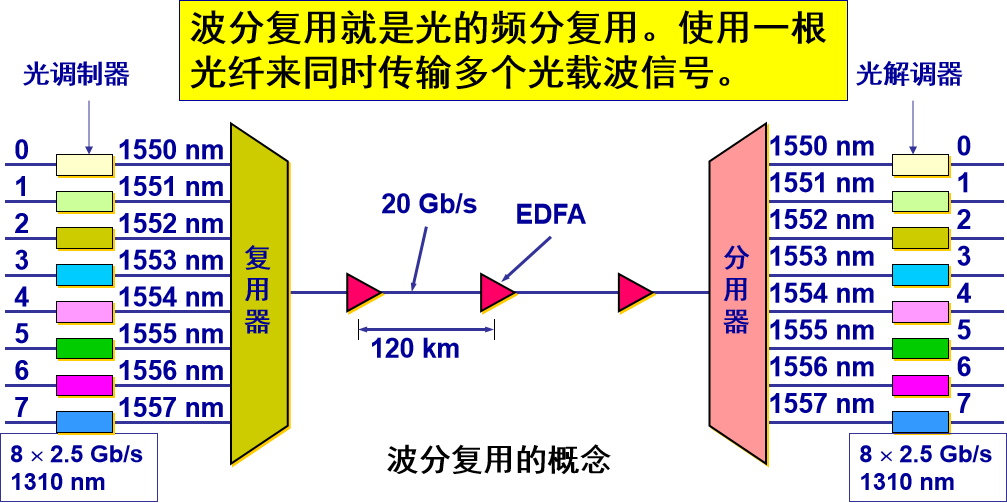 波分复用就是光的频分复用。使用一根
光纤来同时传输多个光载波信号。
光调制器
光解调器
0 1550 nm
1 1551 nm
2 1552 nm
3 1553 nm
4 1554 nm
5 1555 nm
6 1556 nm
7 1557 nm
8 × 2.5 Gb/s
1310 nm
复用器
20 Gb/s
EDFA
120 km
分用器
1550 nm 0
1551 nm 1
1552 nm 2
1553 nm 3
1554 nm 4
1555 nm 5
1556 nm 6
1557 nm 7
8 × 2.5 Gb/s
1310 nm
波分复用的概念